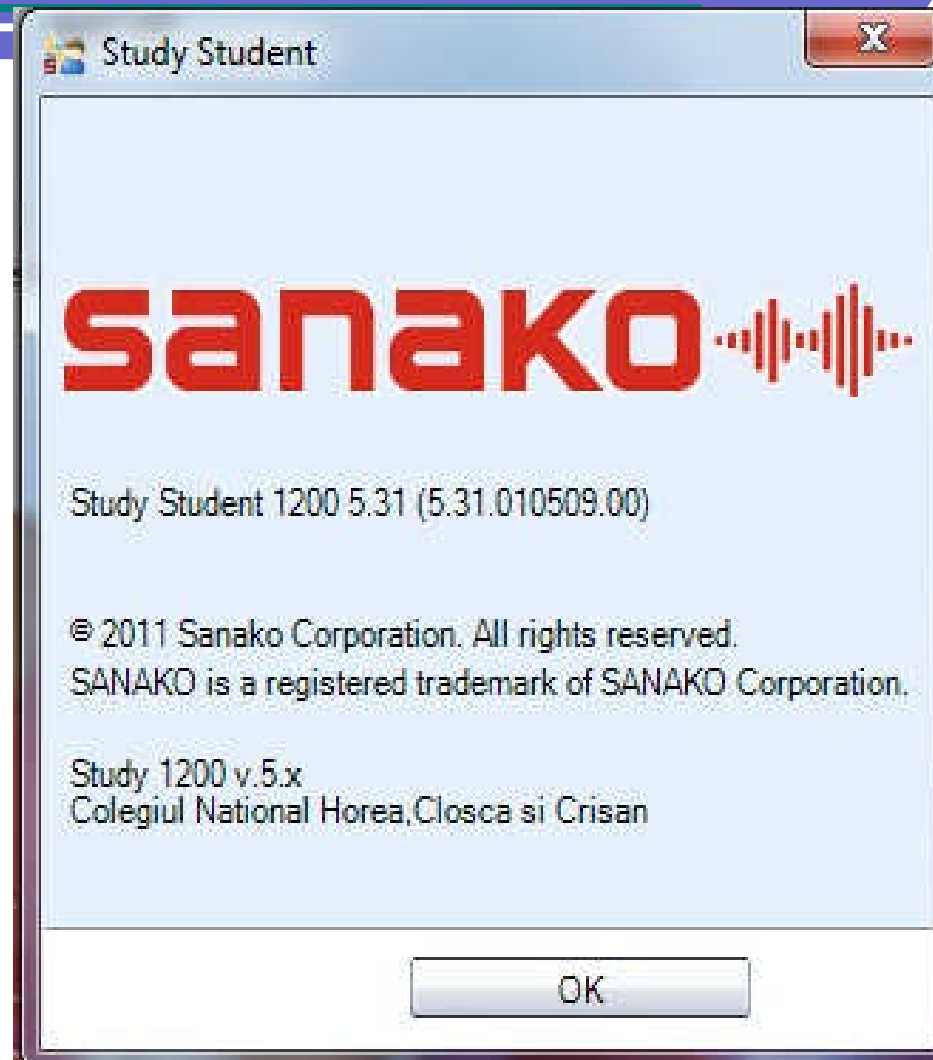 Study Student
sanako
Study Student 1200 5.31 (5.31.010509.00)
© 2011 Sanako Corporation. All rights reserved.
SANAKO is a registered trademark of SANAKO Corporation.
Study 1200 v.5.x
Colegiul National Horea,Closca si Crisan
OK